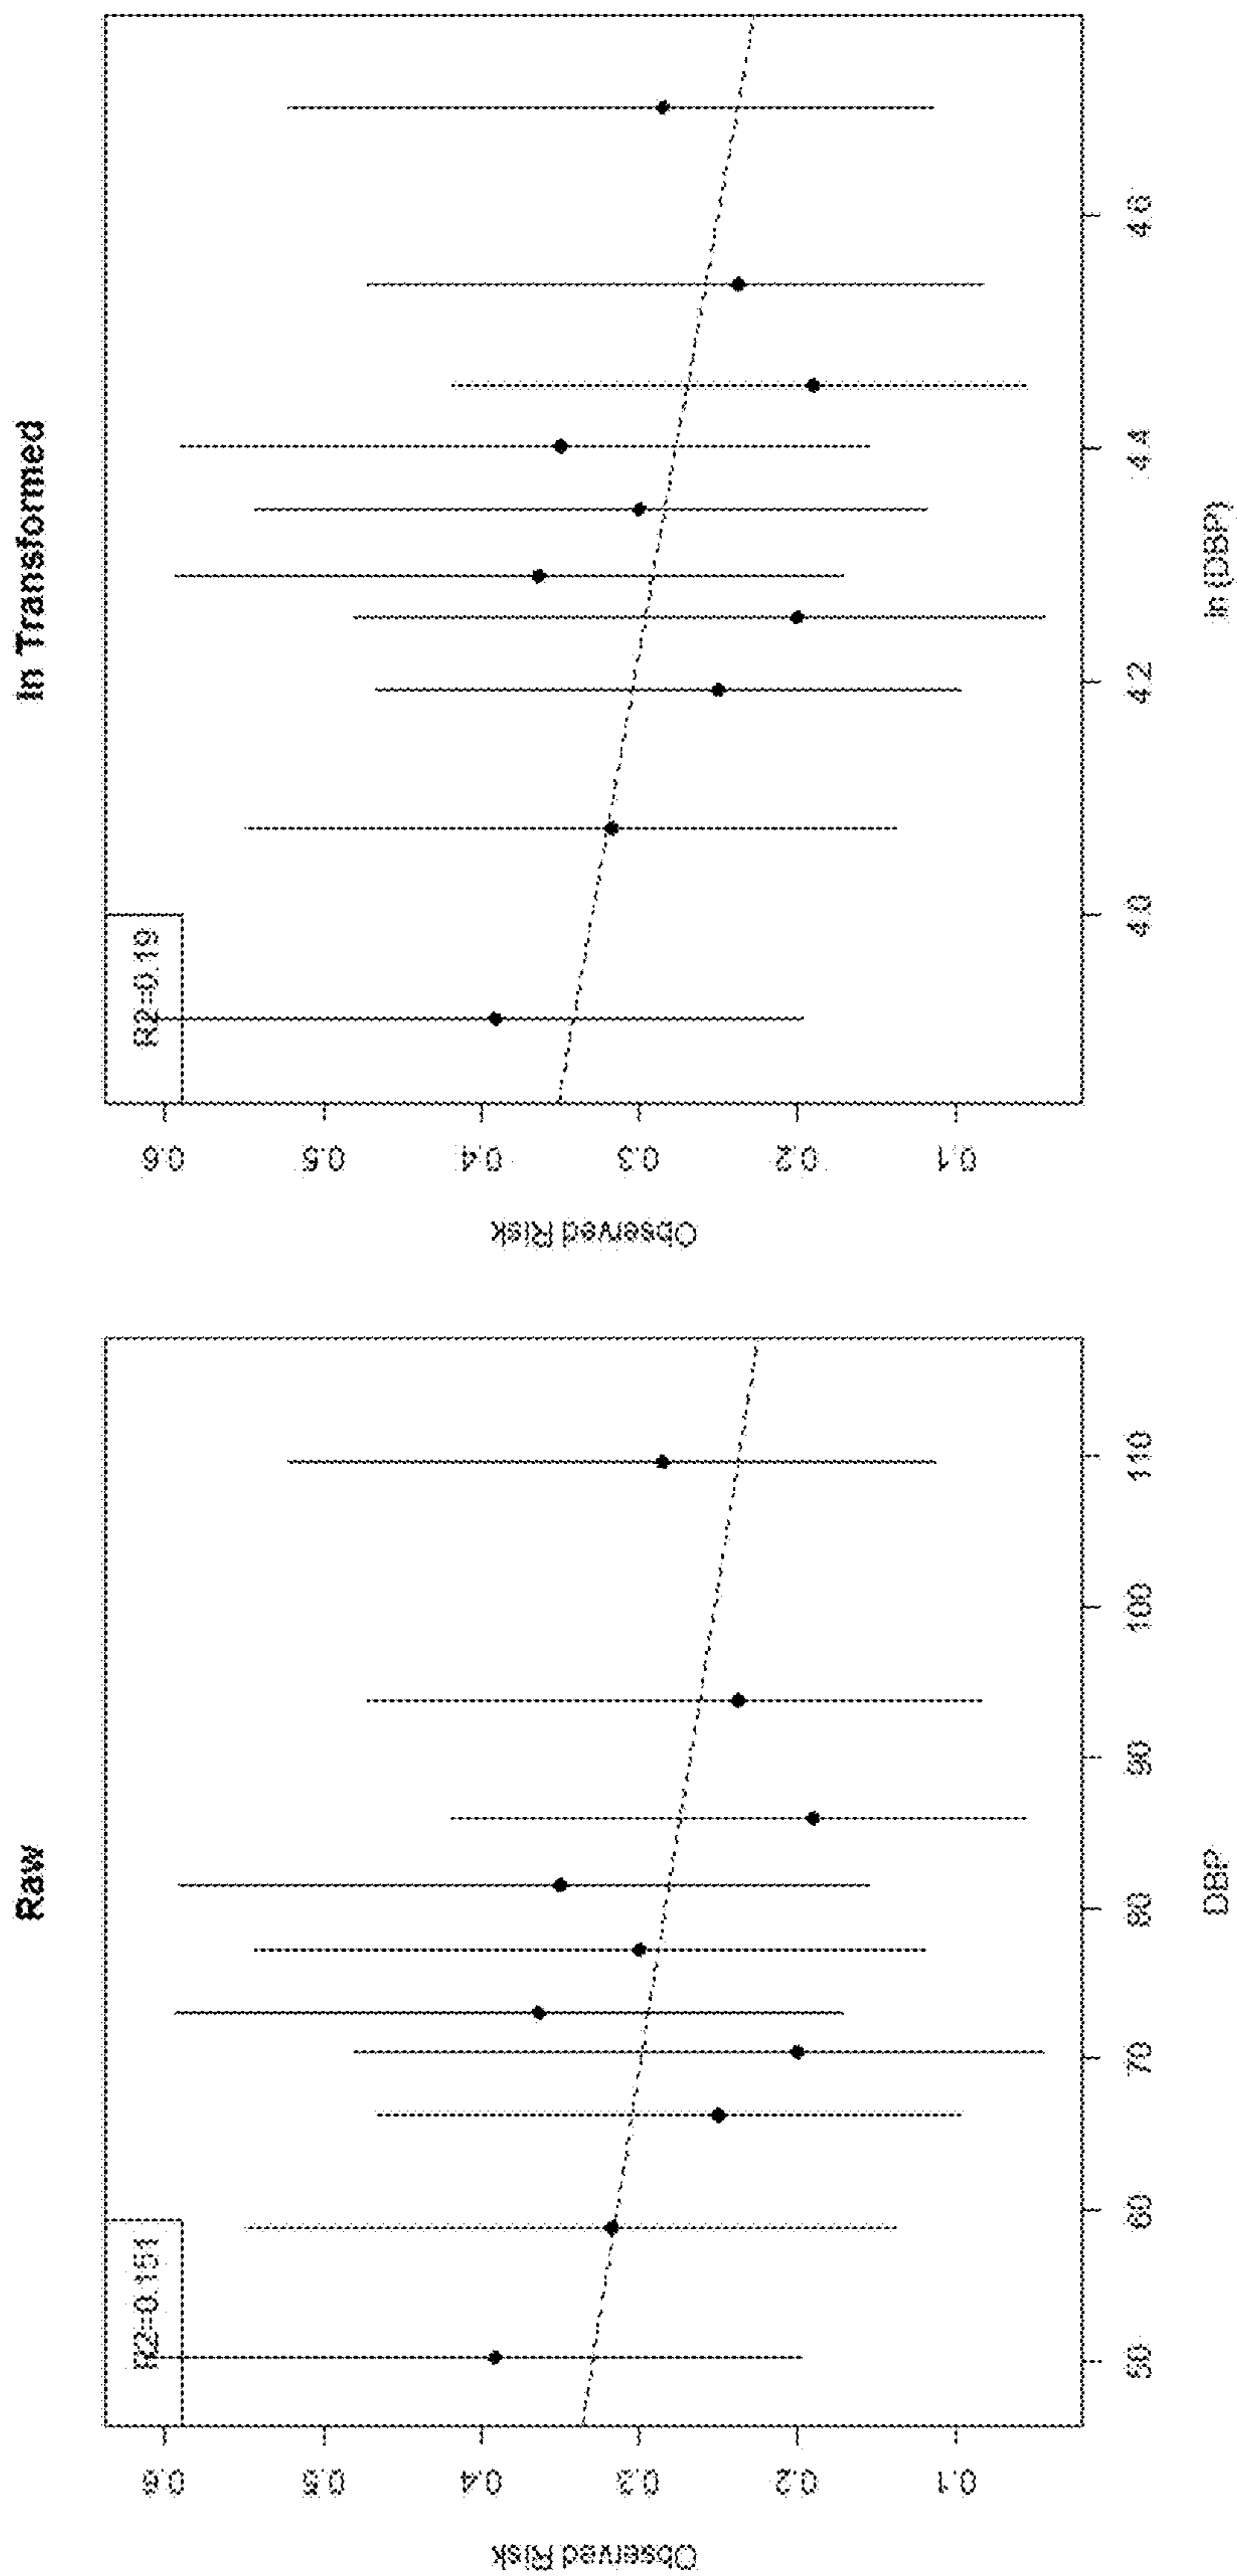 Raw
R2=0.151
Observed Risk
0.6
0.5
0.4
0.3
0.2
0.1
50
60
70
80
90
100
110
DBP
ln Transformed
R2=0.19
Observed Risk
0.6
0.5
0.4
0.3
0.2
0.1
4.0
4.2
4.4
4.6
ln (DBP)